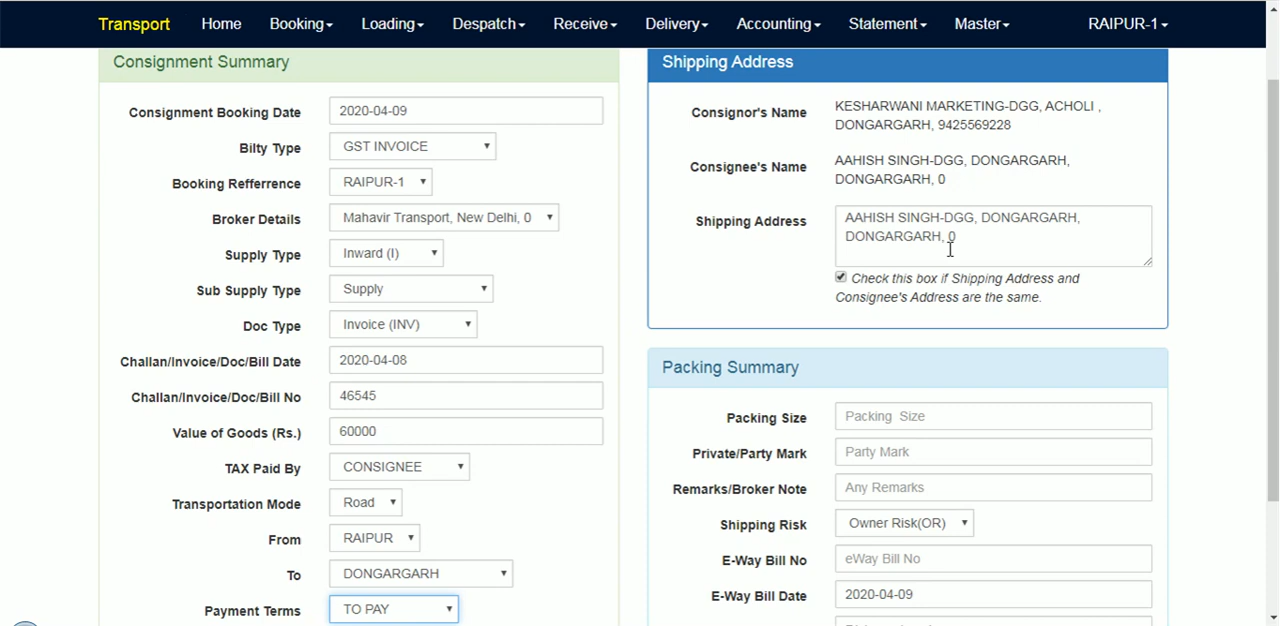 Transport Home Booking Loading Despatch Receive Delivery Accounting Statement Master RAIPUR-1
Consignment Summary
Consignment Booking Date 2020-04-09
Bilty Type GST INVOICE
Booking Refferrence RAIPUR-1
Broker Details Mahavir Transport, New Delhi, 0
Supply Type Inward (I)
Sub Supply Type Supply
Doc Type Invoice (INV)
Challan/Invoice/Doc/Bill Date 2020-04-08
Challan/Invoice/Doc/Bill No 46545
Value of Goods (Rs.) 60000
TAX Paid By CONSIGNEE
Transportation Mode Road
From RAIPUR
To DONGARGARH
Payment Terms TO PAY
Shipping Address
Consignor's Name KESHARWANI MARKETING-DGG, ACHOLI ,
DONGARGARH, 9425569228
Consignee's Name AAHISH SINGH-DGG, DONGARGARH,
DONGARGARH, 0
Shipping Address AAHISH SINGH-DGG, DONGARGARH,
DONGARGARH, 0
Check this box if Shipping Address and
Consignee's Address are the same.
Packing Summary
Packing Size Packing Size
Private/Party Mark Party Mark
Remarks/Broker Note Any Remarks
Shipping Risk Owner Risk(OR)
E-Way Bill No eWay Bill No
E-Way Bill Date 2020-04-09